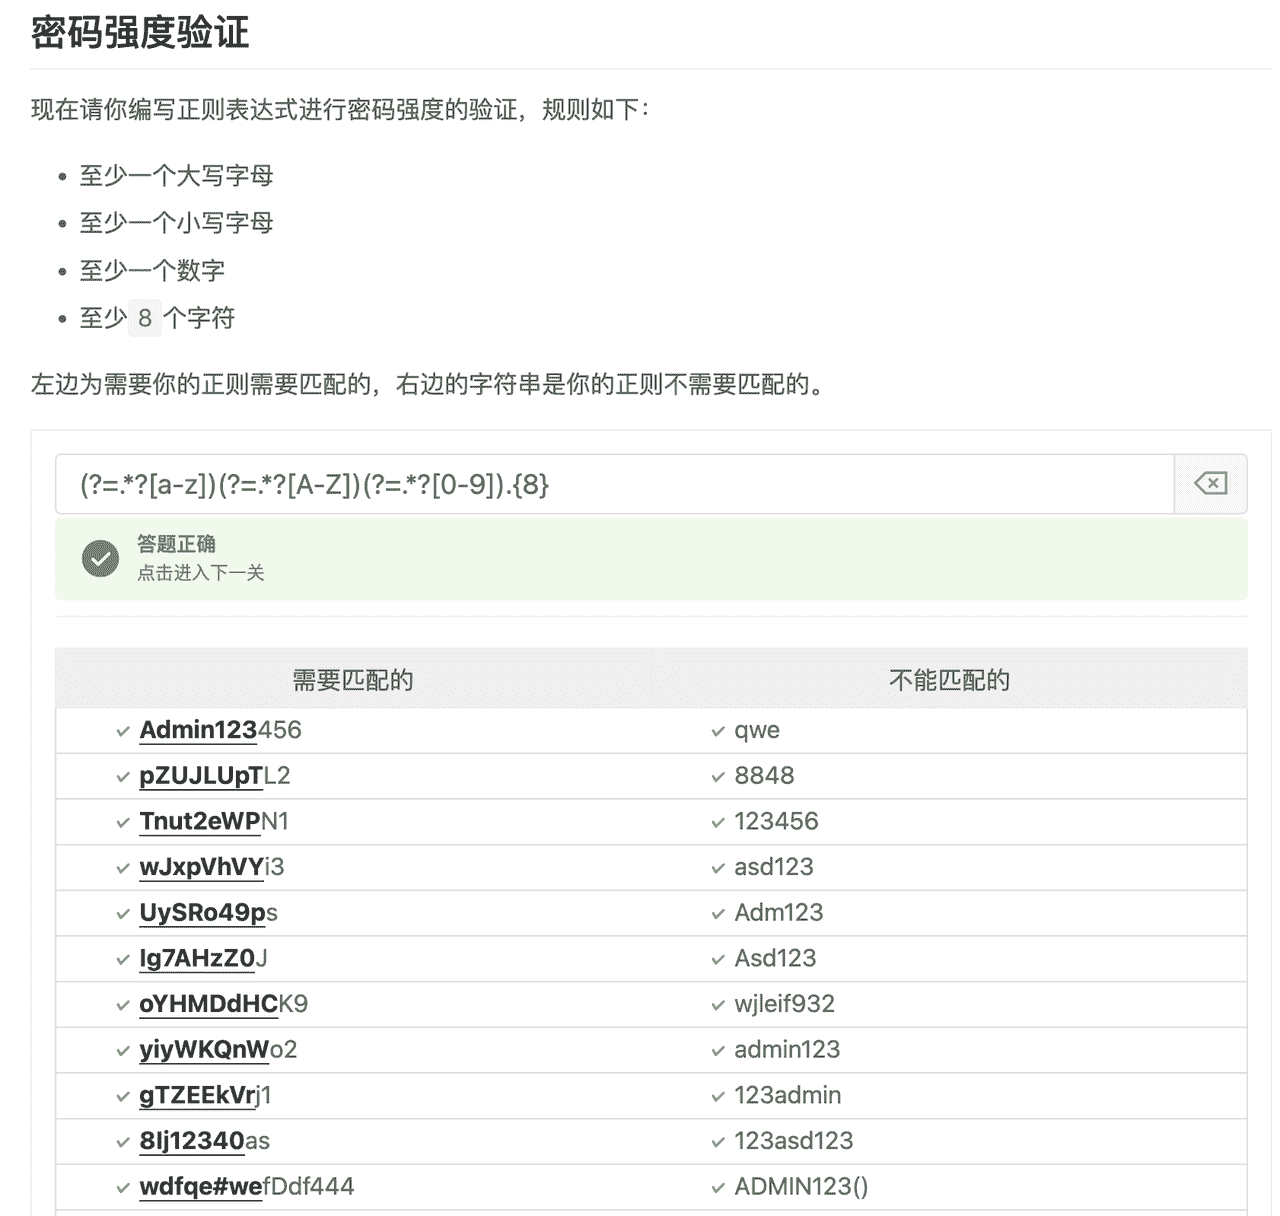 密码强度验证
现在请你编写正则表达式进行密码强度的验证，规则如下：
• 至少一个大写字母
• 至少一个小写字母
• 至少一个数字
• 至少 8 个字符
左边为需要你的正则需要匹配的，右边的字符串是你的正则不需要匹配的。
(?=.*?[a-z])(?=.*?[A-Z])(?=.*?[0-9]).{8}
答题正确
点击进入下一关
需要匹配的 不能匹配的
Admin123456 qwe
pZUJLUpTL2 8848
Tnut2eWPN1 123456
wJxpVhVYi3 asd123
UySRo49ps Adm123
Ig7AHzZ0J Asd123
oYHMDdHCK9 wjleif932
yiyWKQnWo2 admin123
gTZEEkVrj1 123admin
8Ij12340as 123asd123
wdfqe#wefDdf444 ADMIN123()